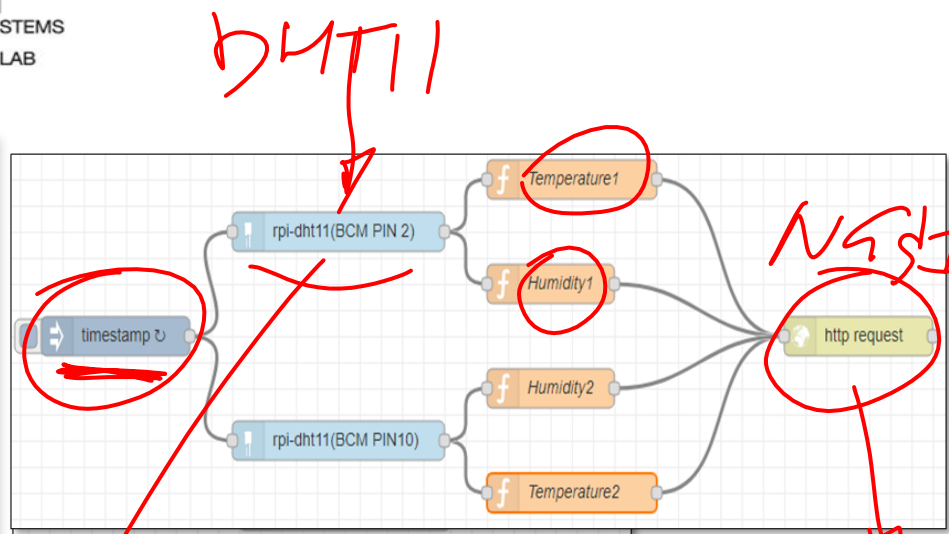 STEMS
LAB
DHT11
Temperature1
rpi-dht11(BCM PIN 2)
Humidity1
timestamp ↻
http request
Humidity2
rpi-dht11(BCM PIN10)
Temperature2